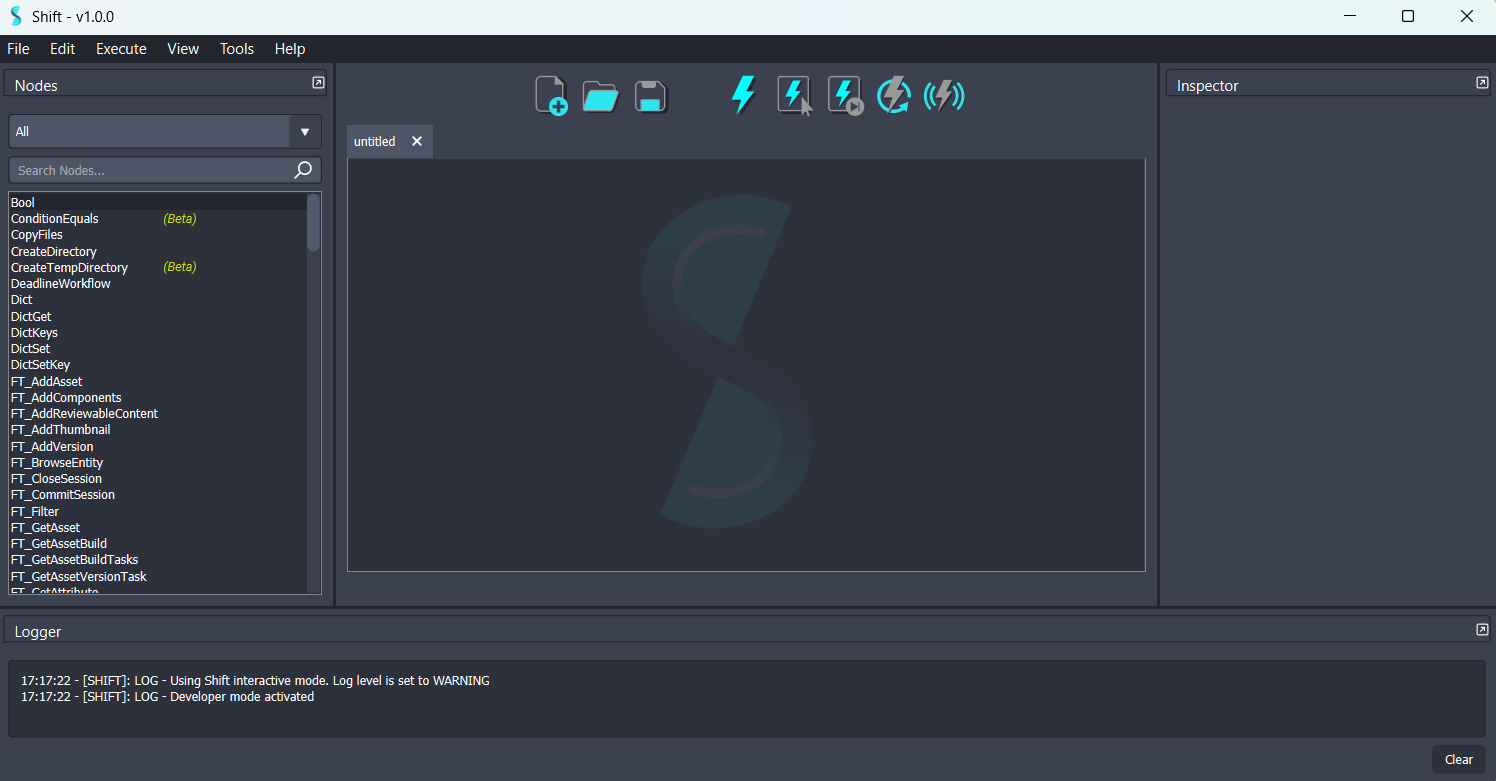 Shift - v1.0.0
File Edit Execute View Tools Help
Nodes
All
Search Nodes...
Bool
ConditionEquals (Beta)
CopyFiles
CreateDirectory
CreateTempDirectory (Beta)
DeadlineWorkflow
Dict
DictGet
DictKeys
DictSet
DictSetKey
FT_AddAsset
FT_AddComponents
FT_AddReviewableContent
FT_AddThumbnail
FT_AddVersion
FT_BrowseEntity
FT_CloseSession
FT_CommitSession
FT_Filter
FT_GetAsset
FT_GetAssetBuild
FT_GetAssetBuildTasks
FT_GetAssetVersionTask
FT_GetAttribute
untitled
Inspector
Logger
17:17:22 - [SHIFT]: LOG - Using Shift interactive mode. Log level is set to WARNING
17:17:22 - [SHIFT]: LOG - Developer mode activated
Clear